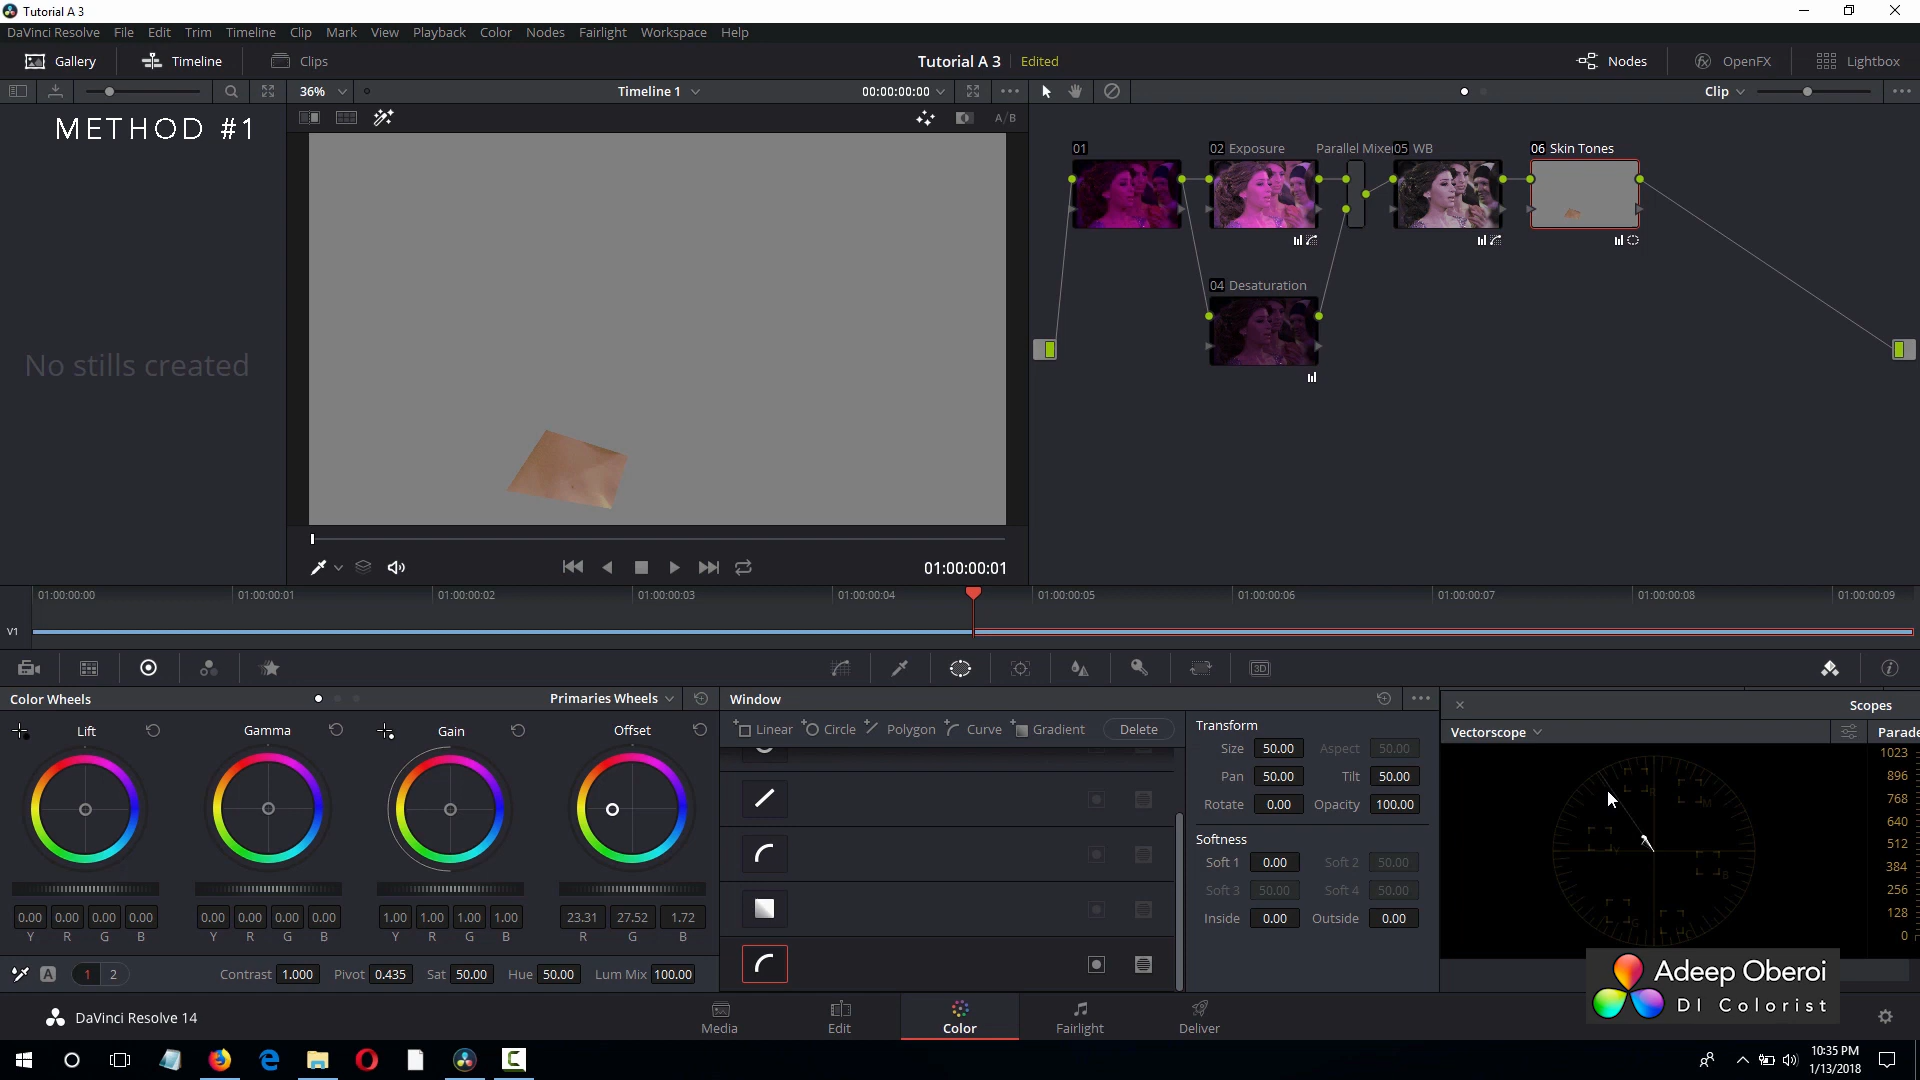 Tutorial A 3
DaVinci Resolve File Edit Trim Timeline Clip Mark View Playback Color Nodes Fairlight Workspace Help
Gallery Timeline Clips Tutorial A 3 Edited Nodes OpenFX Lightbox
36% Timeline 1 00:00:00:00 Clip
METHOD #1
A/B
01 02 Exposure Parallel Mixer 05 WB 06 Skin Tones
04 Desaturation
No stills created
01:00:00:01
01:00:00:00 01:00:00:01 01:00:00:02 01:00:00:03 01:00:00:04 01:00:00:05 01:00:00:06 01:00:00:07 01:00:00:08 01:00:00:09
V1
3D
Color Wheels Primaries Wheels Window Scopes
Lift Gamma Gain Offset
Linear Circle Polygon Curve Gradient Delete
Transform
Size 50.00 Aspect 50.00
Pan 50.00 Tilt 50.00
Rotate 0.00 Opacity 100.00
Softness
Soft 1 0.00 Soft 2 50.00
Soft 3 50.00 Soft 4 50.00
Inside 0.00 Outside 0.00
Vectorscope Parade
1023
896
768
640
512
384
256
128
0
0.00 0.00 0.00 0.00 0.00 0.00 0.00 0.00 1.00 1.00 1.00 1.00 23.31 27.52 1.72
Y R G B Y R G B Y R G B R G B
A 1 2 Contrast 1.000 Pivot 0.435 Sat 50.00 Hue 50.00 Lum Mix 100.00
Adeep Oberoi
DI Colorist
DaVinci Resolve 14 Media Edit Color Fairlight Deliver
10:35 PM
1/13/2018